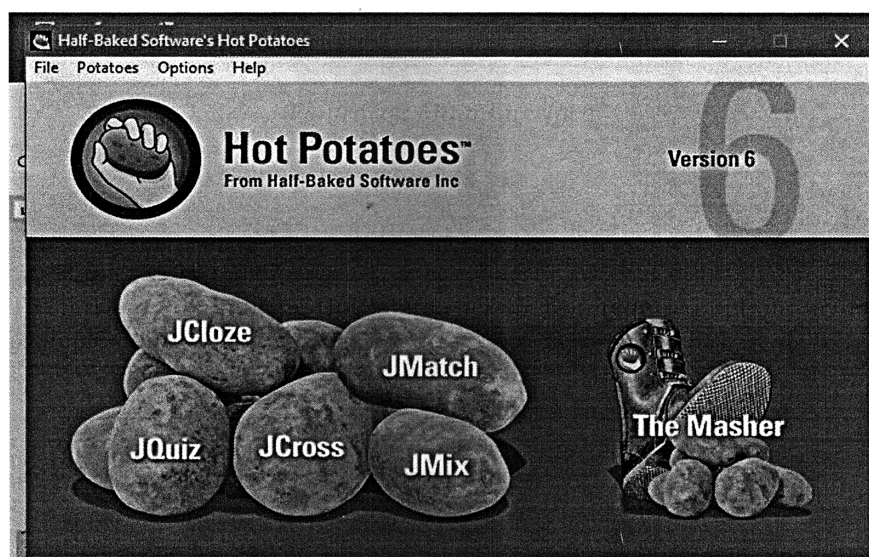 Half-Baked Software's Hot Potatoes
File Potatoes Options Help
Hot Potatoes™
From Half-Baked Software Inc
Version 6
6
JCloze
JMatch
JQuiz
JCross
JMix
The Masher